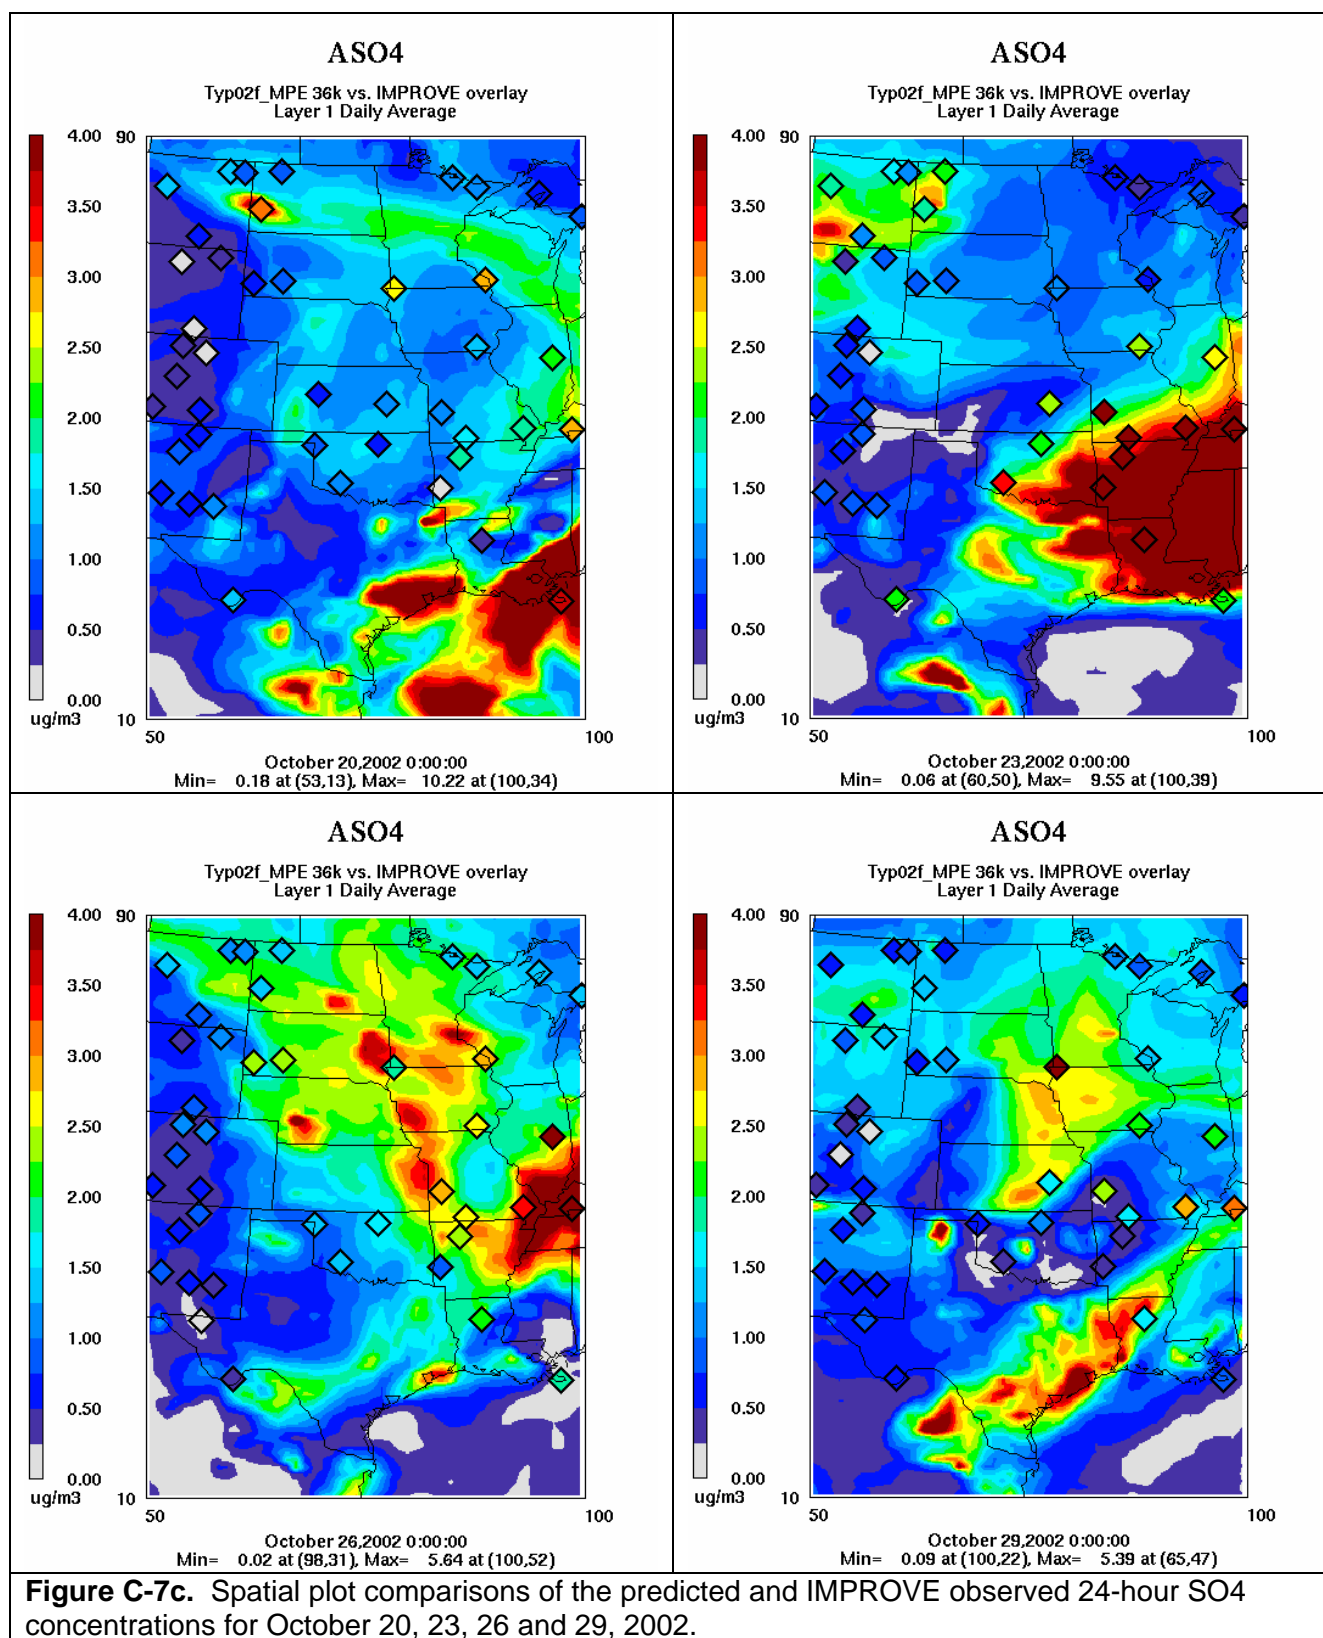 ASO4
Typ02f_MPE 36k vs. IMPROVE overlay
Layer 1 Daily Average
4.00
3.50
3.00
2.50
2.00
1.50
1.00
0.50
0.00
ug/m3
90
10
50
100
October 20,2002 0:00:00
Min= 0.18 at (53,13), Max= 10.22 at (100,34)
ASO4
Typ02f_MPE 36k vs. IMPROVE overlay
Layer 1 Daily Average
4.00
3.50
3.00
2.50
2.00
1.50
1.00
0.50
0.00
ug/m3
90
10
50
100
October 23,2002 0:00:00
Min= 0.06 at (60,50), Max= 9.55 at (100,39)
ASO4
Typ02f_MPE 36k vs. IMPROVE overlay
Layer 1 Daily Average
4.00
3.50
3.00
2.50
2.00
1.50
1.00
0.50
0.00
ug/m3
90
10
50
100
October 26,2002 0:00:00
Min= 0.02 at (98,31), Max= 5.64 at (100,52)
ASO4
Typ02f_MPE 36k vs. IMPROVE overlay
Layer 1 Daily Average
4.00
3.50
3.00
2.50
2.00
1.50
1.00
0.50
0.00
ug/m3
90
10
50
100
October 29,2002 0:00:00
Min= 0.09 at (100,22), Max= 5.39 at (65,47)
Figure C-7c. Spatial plot comparisons of the predicted and IMPROVE observed 24-hour SO4
concentrations for October 20, 23, 26 and 29, 2002.